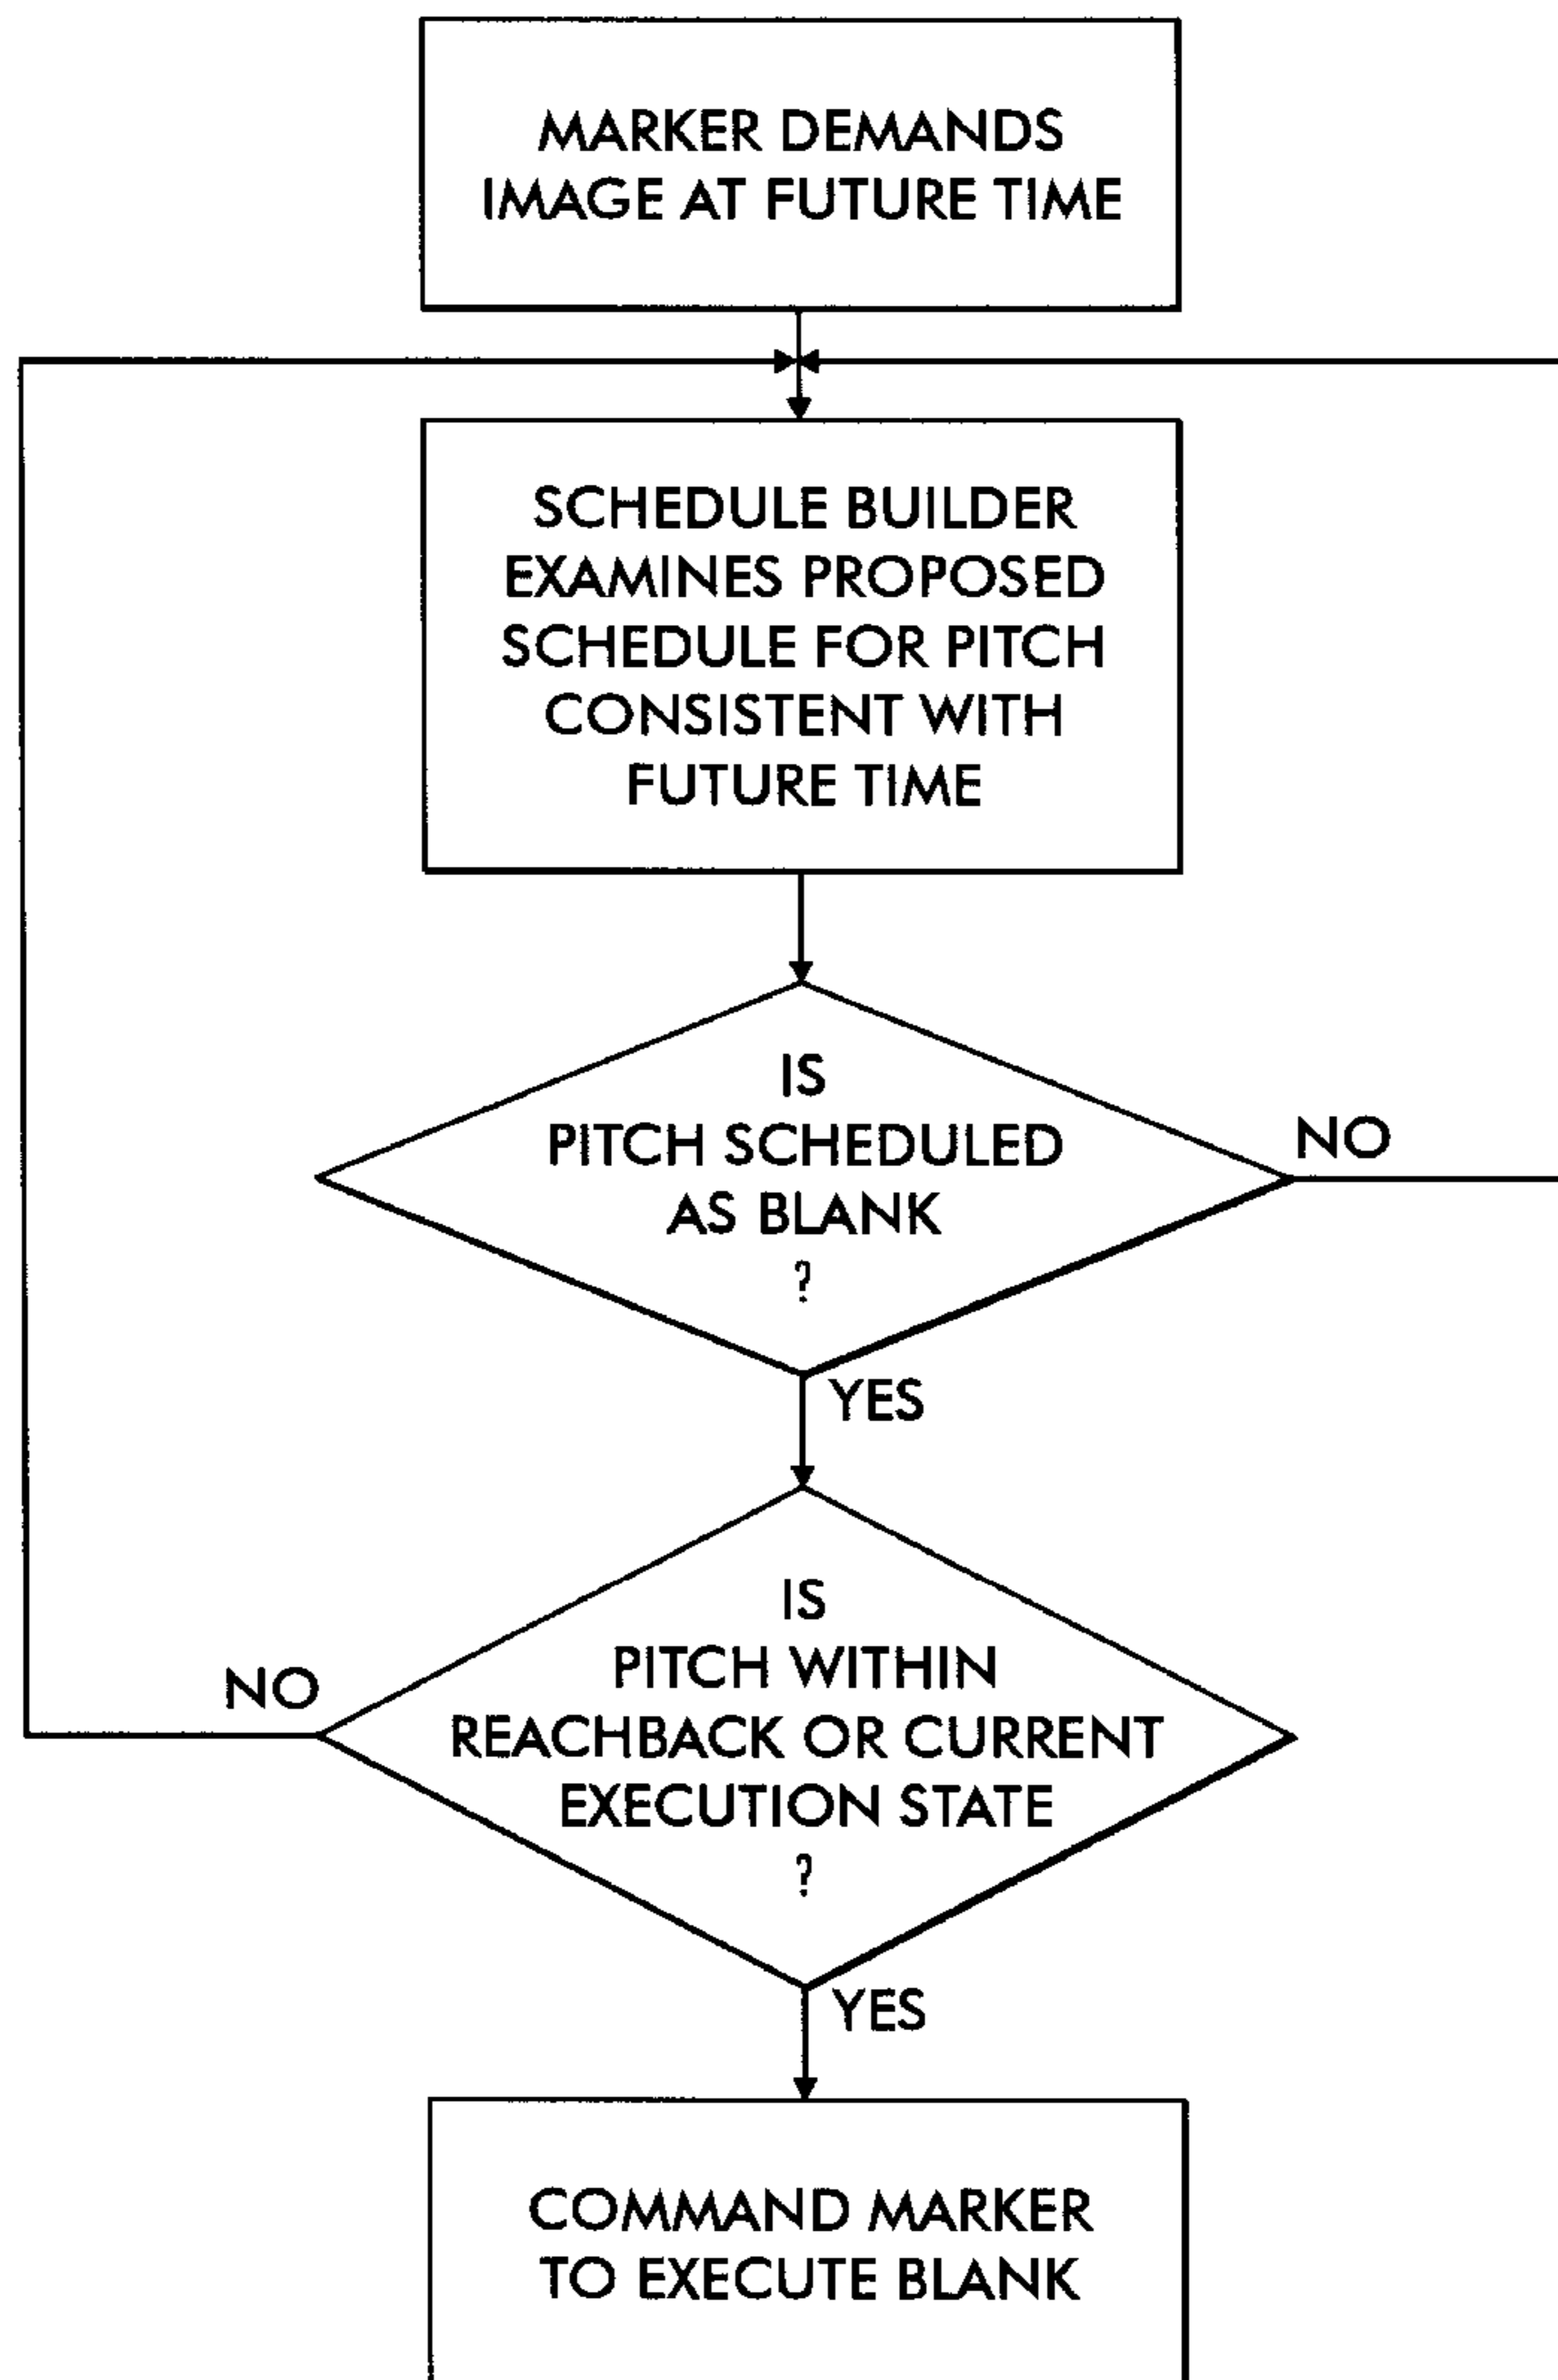 MARKER DEMANDS
IMAGE AT FUTURE TIME
SCHEDULE BUILDER
EXAMINES PROPOSED
SCHEDULE FOR PITCH
CONSISTENT WITH
FUTURE TIME
IS
PITCH SCHEDULED
AS BLANK
?
NO
YES
IS
PITCH WITHIN
REACHBACK OR CURRENT
EXECUTION STATE
?
NO
YES
COMMAND MARKER
TO EXECUTE BLANK